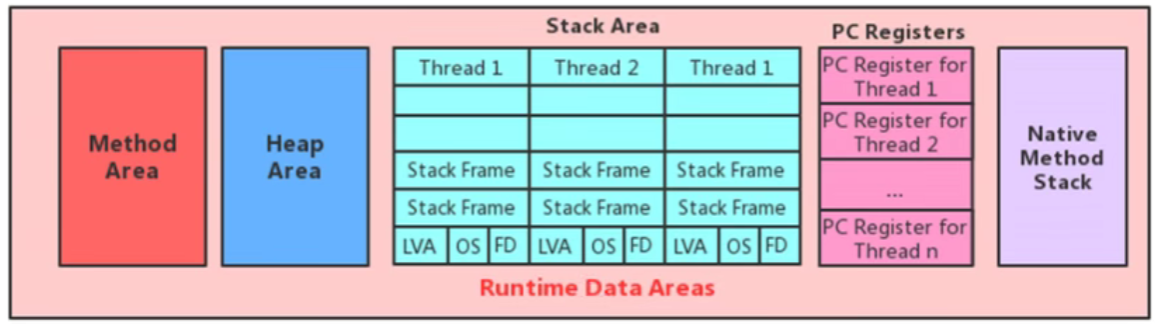 Stack Area
PC Registers
Method
Area
Heap
Area
Thread 1
Thread 2
Thread 1
Stack Frame
Stack Frame
Stack Frame
Stack Frame
Stack Frame
Stack Frame
LVA
OS
FD
LVA
OS
FD
LVA
OS
FD
PC Register for
Thread 1
PC Register for
Thread 2
...
PC Register for
Thread n
Native
Method
Stack
Runtime Data Areas